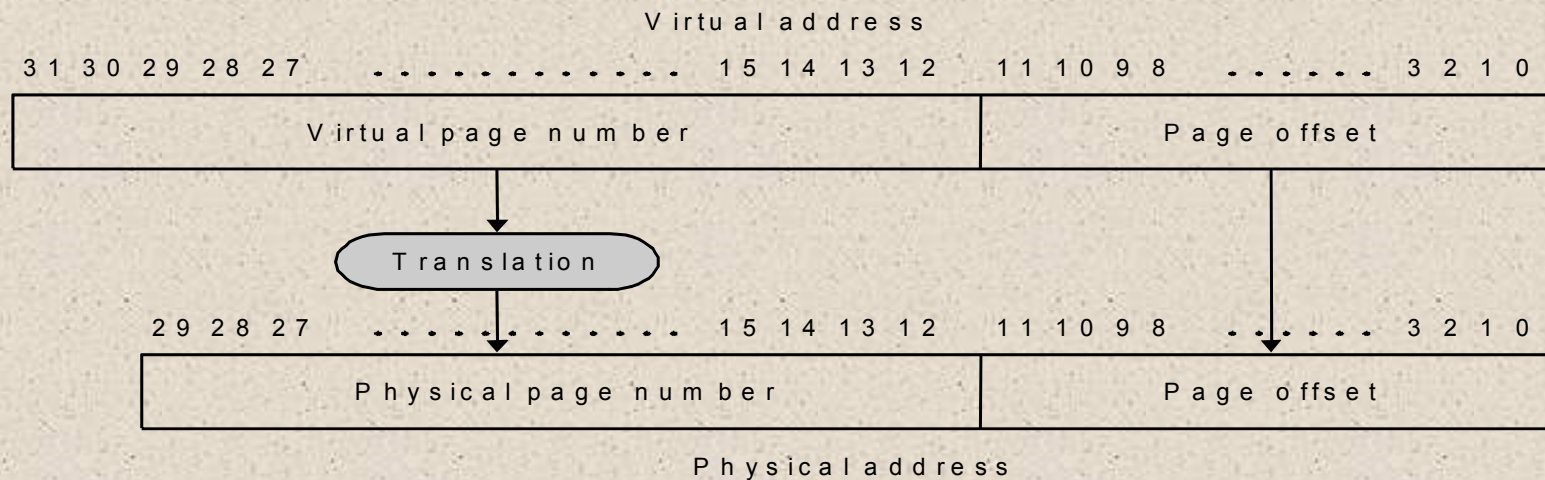 Virtual address
31 30 29 28 27 ............ 15 14 13 12 11 10 9 8 ...... 3 2 1 0
Virtual page number Page offset
Translation
29 28 27 ............ 15 14 13 12 11 10 9 8 ...... 3 2 1 0
Physical page number Page offset
Physical address